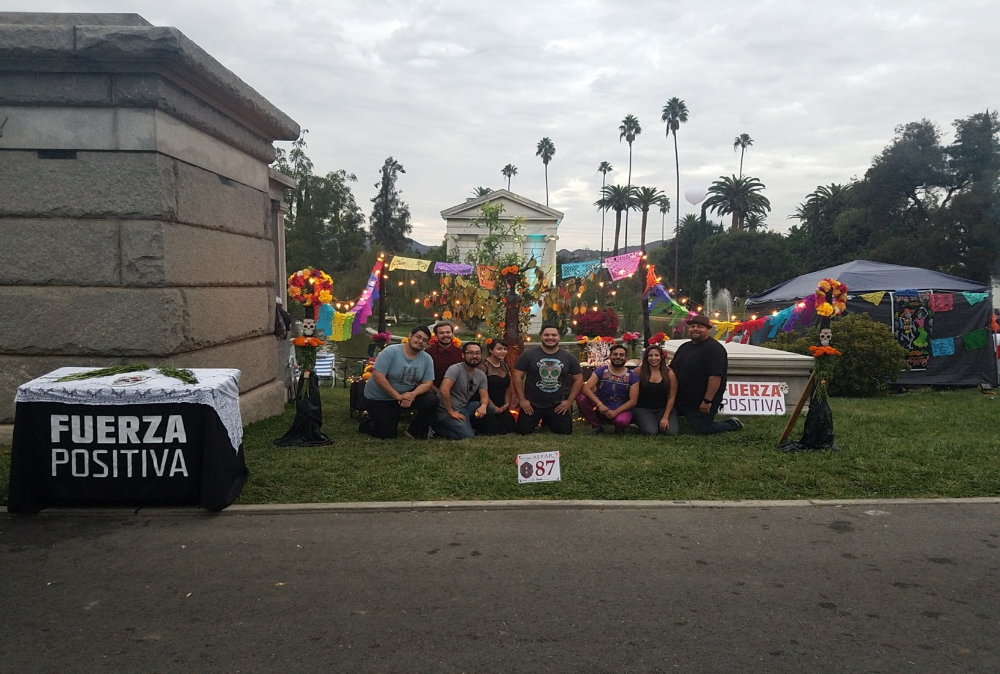 FUERZA
POSITIVA
FUERZA
POSITIVA
ALTAR
87